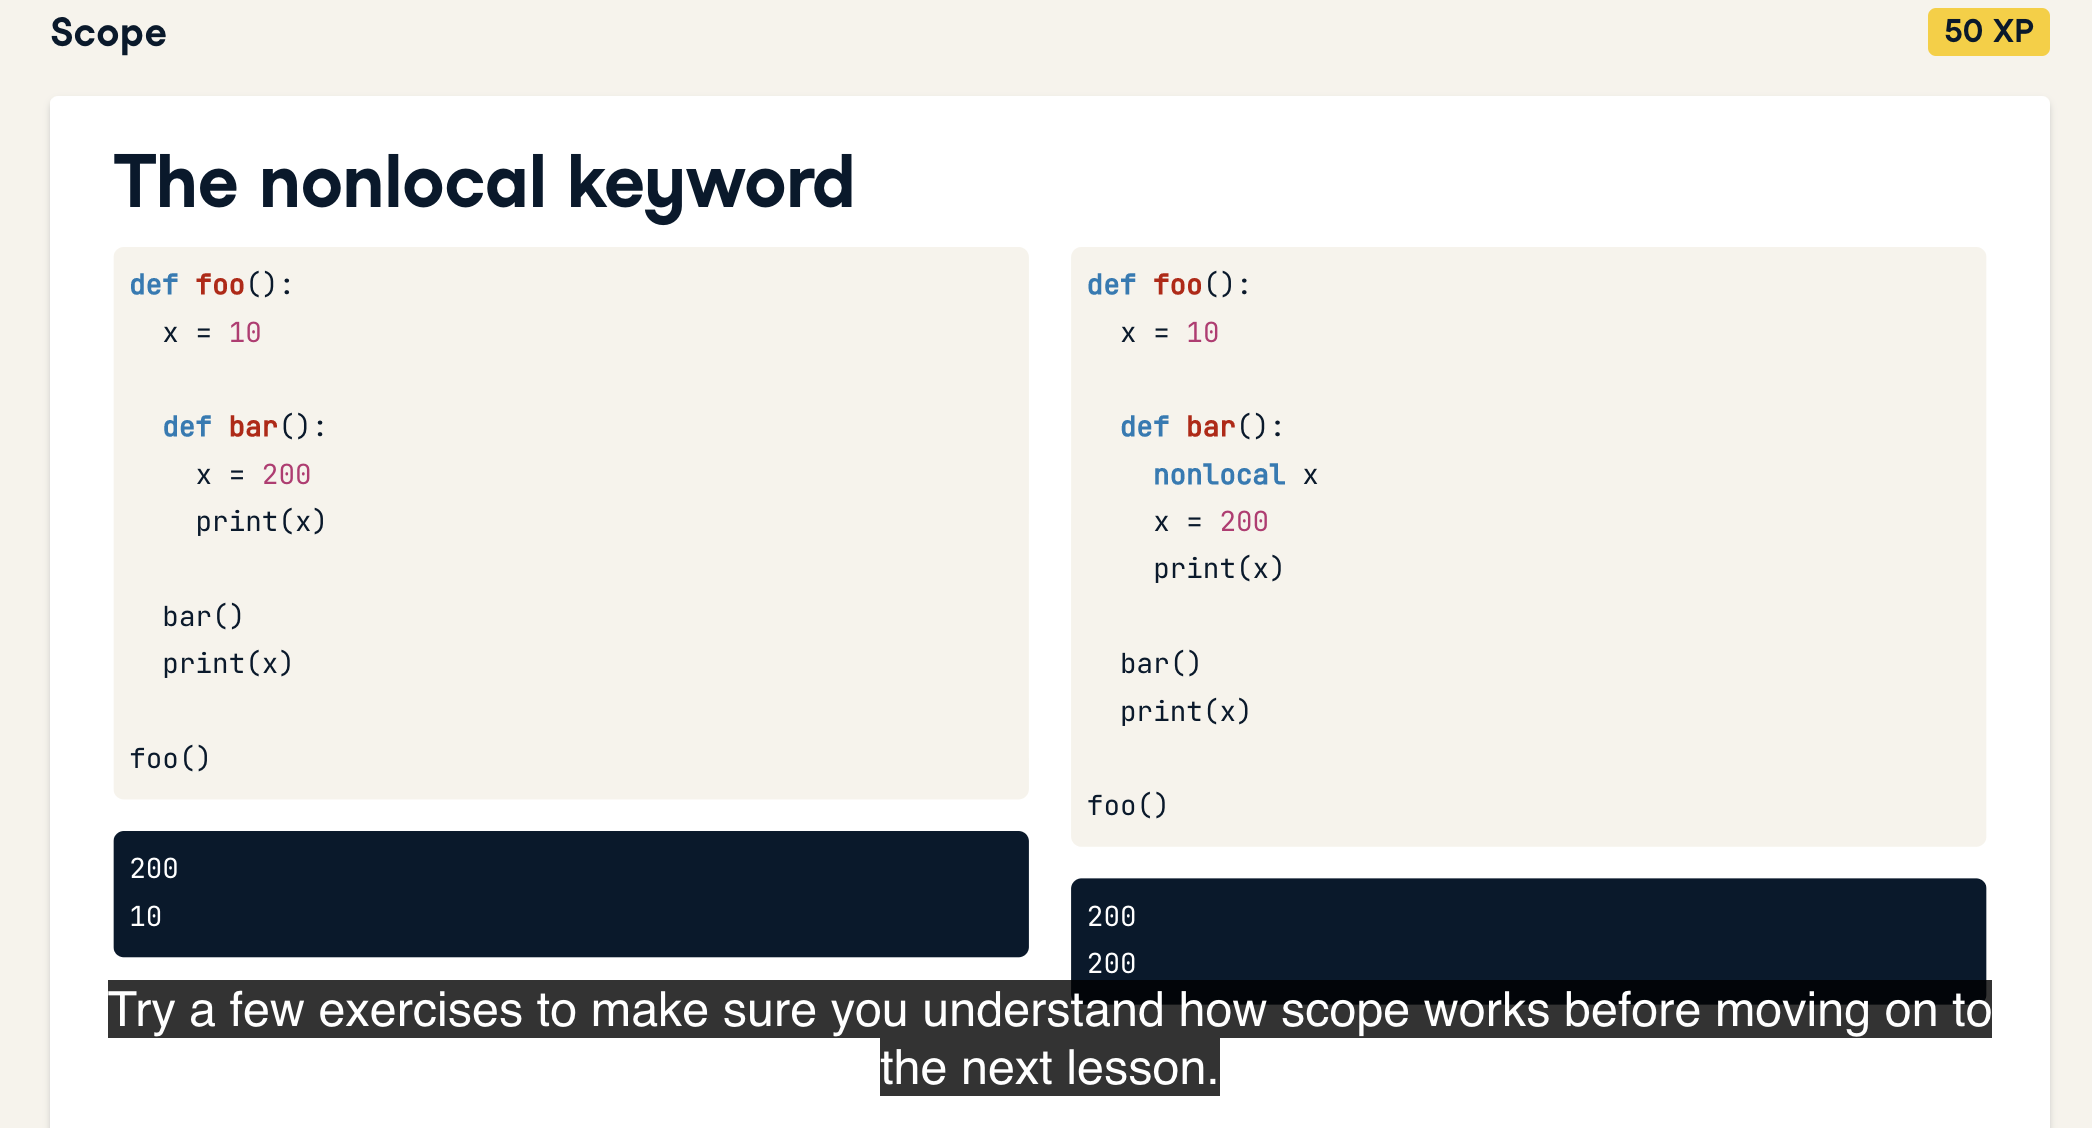 Scope
50 XP
The nonlocal keyword
def foo():
  x = 10
  def bar():
    x = 200
    print(x)
  bar()
  print(x)
foo()
200
10
def foo():
  x = 10
  def bar():
    nonlocal x
    x = 200
    print(x)
  bar()
  print(x)
foo()
200
200
Try a few exercises to make sure you understand how scope works before moving on to
the next lesson.